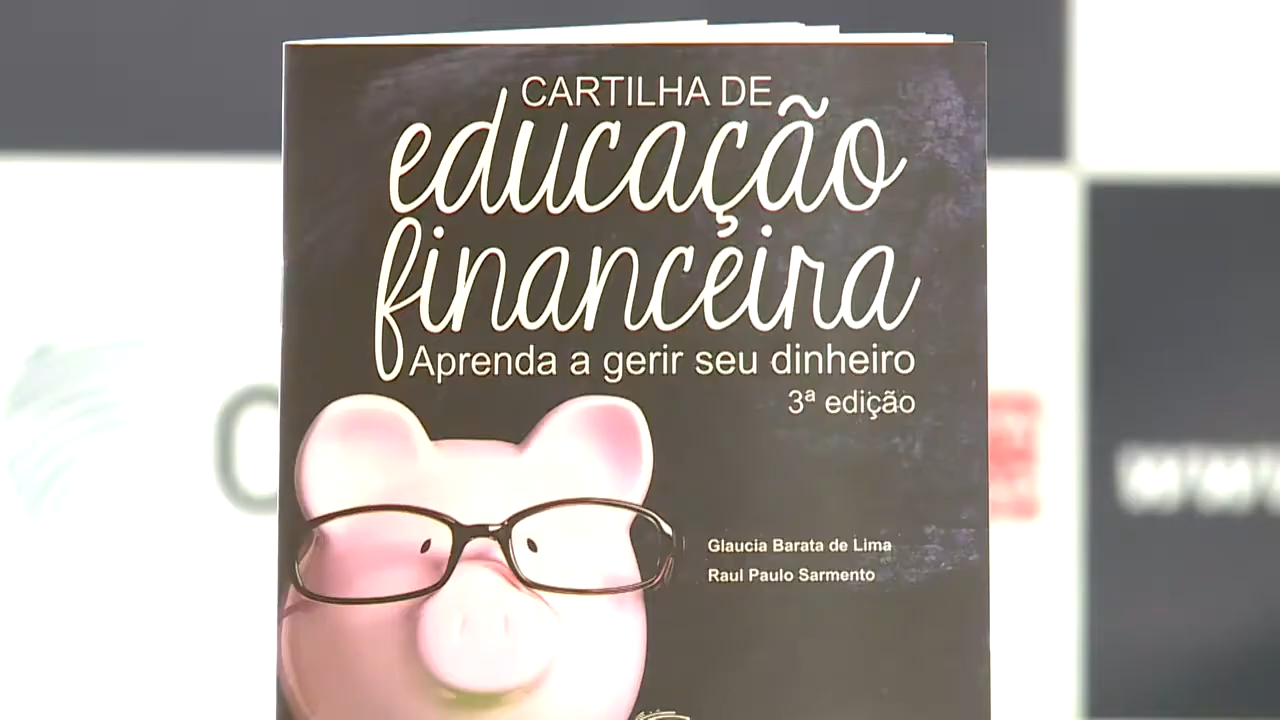 CARTILHA DE
educação
financeira
Aprenda a gerir seu dinheiro
3ª edição
Glaucia Barata de Lima
Raul Paulo Sarmento